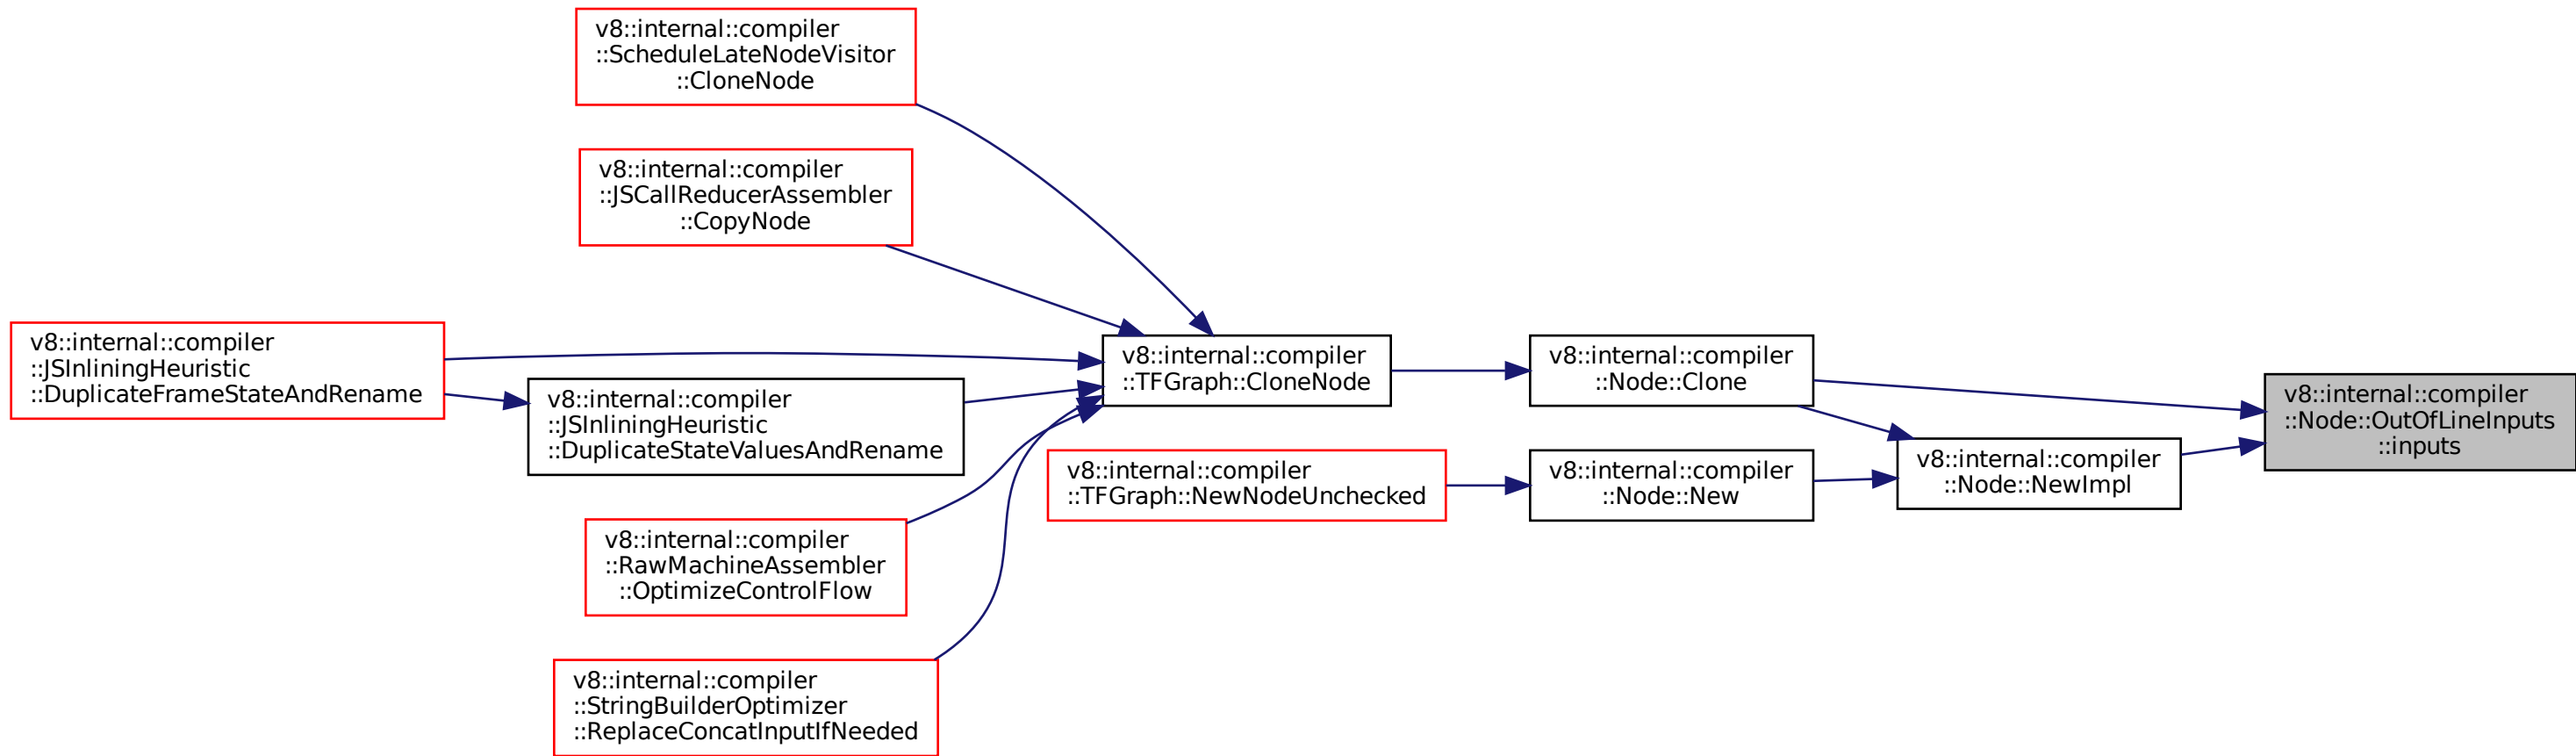 v8::internal::compiler
::ScheduleLateNodeVisitor
::CloneNode
v8::internal::compiler
::JSCallReducerAssembler
::CopyNode
v8::internal::compiler
::JSInliningHeuristic
::DuplicateFrameStateAndRename
v8::internal::compiler
::JSInliningHeuristic
::DuplicateStateValuesAndRename
v8::internal::compiler
::RawMachineAssembler
::OptimizeControlFlow
v8::internal::compiler
::StringBuilderOptimizer
::ReplaceConcatInputIfNeeded
v8::internal::compiler
::TFGraph::CloneNode
v8::internal::compiler
::TFGraph::NewNodeUnchecked
v8::internal::compiler
::Node::Clone
v8::internal::compiler
::Node::New
v8::internal::compiler
::Node::NewImpl
v8::internal::compiler
::Node::OutOfLineInputs
::inputs